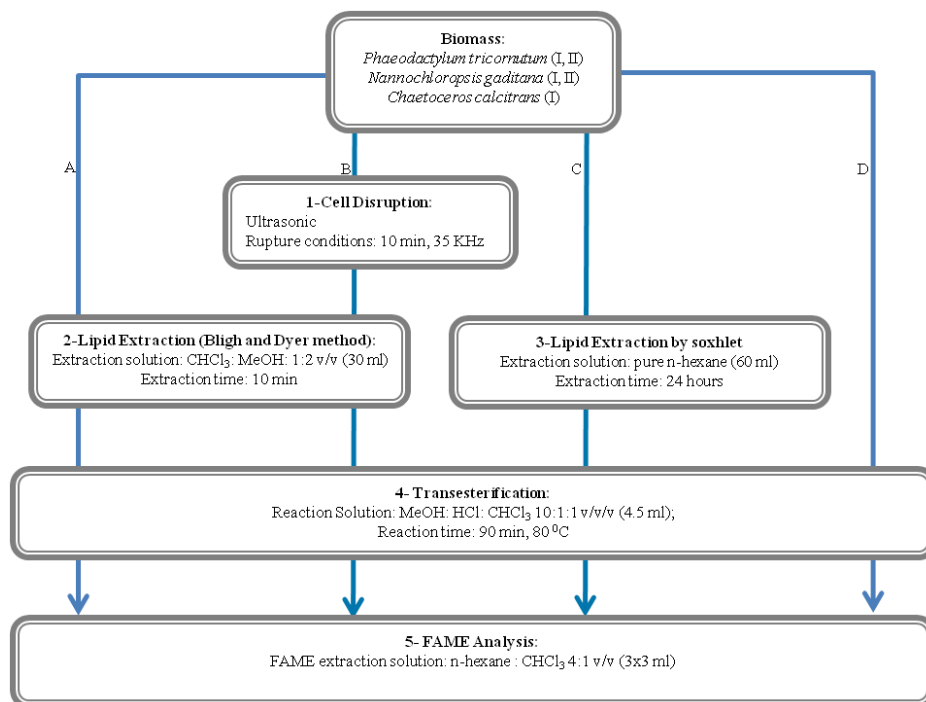 Biomass:
Phaeodactylum tricornutum (I, II)
Nannochloropsis gaditana (I, II)
Chaetoceros calcitrans (I)
A
B
C
D
1-Cell Disruption:
Ultrasonic
Rupture conditions: 10 min, 35 KHz
2-Lipid Extraction (Bligh and Dyer method):
Extraction solution: CHCl₃: MeOH: 1:2 v/v (30 ml)
Extraction time: 10 min
3-Lipid Extraction by soxhlet
Extraction solution: pure n-hexane (60 ml)
Extraction time: 24 hours
4- Transesterification:
Reaction Solution: MeOH: HCl: CHCl₃ 10:1:1 v/v/v (4.5 ml);
Reaction time: 90 min, 80 ⁰C
5- FAME Analysis:
FAME extraction solution: n-hexane : CHCl₃ 4:1 v/v (3x3 ml)